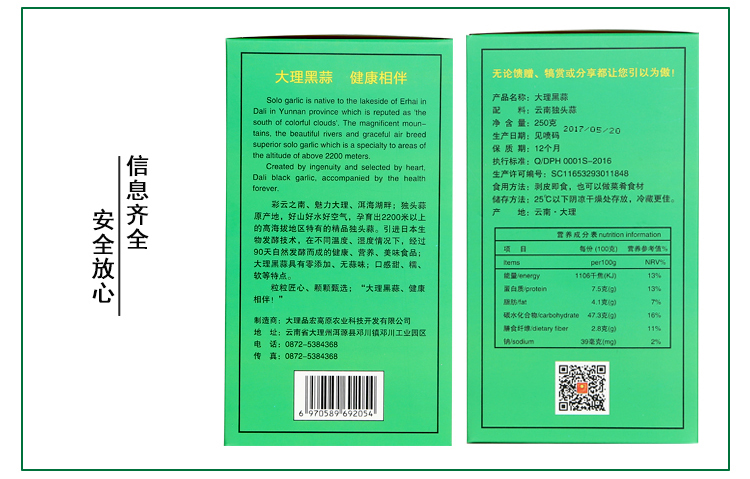 信息齐全
安全放心
大理黑蒜 健康相伴
Solo garlic is native to the lakeside of Erhai in
Dali in Yunnan province which is reputed as 'the
south of colorful clouds'. The magnificent moun-
tains, the beautiful rivers and graceful air breed
superior solo garlic which is a specialty to areas of
the altitude of above 2200 meters.
Created by ingenuity and selected by heart,
Dali black garlic, accompanied by the health
forever.
彩云之南、魅力大理、洱海湖畔；独头蒜
原产地，好山好水好空气，孕育出2200米以上
的高海拔地区特有的精品独头蒜。引进日本生
物发酵技术，在不同温度、湿度情况下，经过
90天自然发酵而成的健康、营养、美味食品；
大理黑蒜具有零添加、无蒜味；口感甜、糯、
软等特点。
粒粒匠心、颗颗甄选；“大理黑蒜、健康
相伴！”
制造商：大理品宏高原农业科技开发有限公司
地 址：云南省大理州洱源县邓川镇邓川工业园区
电 话：0872-5384368
传 真：0872-5384368
6 970589 692054
无论馈赠、犒赏或分享都让您引以为傲！
产品名称：大理黑蒜
配 料：云南独头蒜
净 含 量：250克
生产日期：见喷码 2017/05/20
保 质 期：12个月
执行标准：Q/DPH 0001S-2016
生产许可编号：SC11653293011848
食用方法：剥皮即食，也可以做菜肴食材
储存方法：25℃以下阴凉干燥处存放，冷藏更佳。
产 地：云南·大理
营养成分表nutrition information
项 目 每份 (100克) 营养参考值%
Items per100g NRV%
能量/energy 1106千焦(KJ) 13%
蛋白质/protein 7.5克(g) 13%
脂肪/fat 4.1克(g) 7%
碳水化合物/carbohydrate 47.3克(g) 16%
膳食纤维/dietary fiber 2.8克(g) 11%
钠/sodium 39毫克(mg) 2%